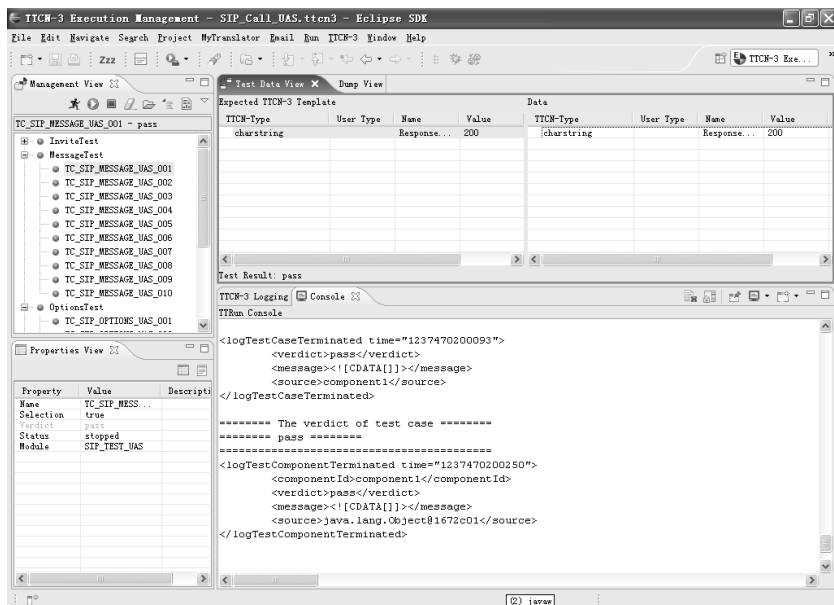 TTCN-3 Execution Management - SIP_Call_UAS.ttcn3 - Eclipse SDK
File Edit Navigate Search Project MyTranslator Email Run TTCN-3 Window Help
Zzz
TTCN-3 Exe...
Management View
TC_SIP_MESSAGE_UAS_001 - pass
InviteTest
MessageTest
TC_SIP_MESSAGE_UAS_001
TC_SIP_MESSAGE_UAS_002
TC_SIP_MESSAGE_UAS_003
TC_SIP_MESSAGE_UAS_004
TC_SIP_MESSAGE_UAS_005
TC_SIP_MESSAGE_UAS_006
TC_SIP_MESSAGE_UAS_007
TC_SIP_MESSAGE_UAS_008
TC_SIP_MESSAGE_UAS_009
TC_SIP_MESSAGE_UAS_010
OptionsTest
TC_SIP_OPTIONS_UAS_001
Properties View
Property Value Descripti
Name TC_SIP_MESS...
Selection true
Verdict pass
Status stopped
Module SIP_TEST_UAS
Test Data View Dump View
Expected TTCN-3 Template Data
TTCN-Type User Type Name Value TTCN-Type User Type Name Value
charstring Response... 200 charstring Response... 200
Test Result: pass
TTCN-3 Logging Console
TTRun Console
<logTestCaseTerminated time="1237470200093">
<verdict>pass</verdict>
<message><![CDATA[]]></message>
<source>component1</source>
</logTestCaseTerminated>
======== The verdict of test case ========
======== pass ========
==========================================
<logTestComponentTerminated time="1237470200250">
<componentId>component1</componentId>
<verdict>pass</verdict>
<message><![CDATA[]]></message>
<source>java.lang.Object@1672c01</source>
</logTestComponentTerminated>
(2) javaw